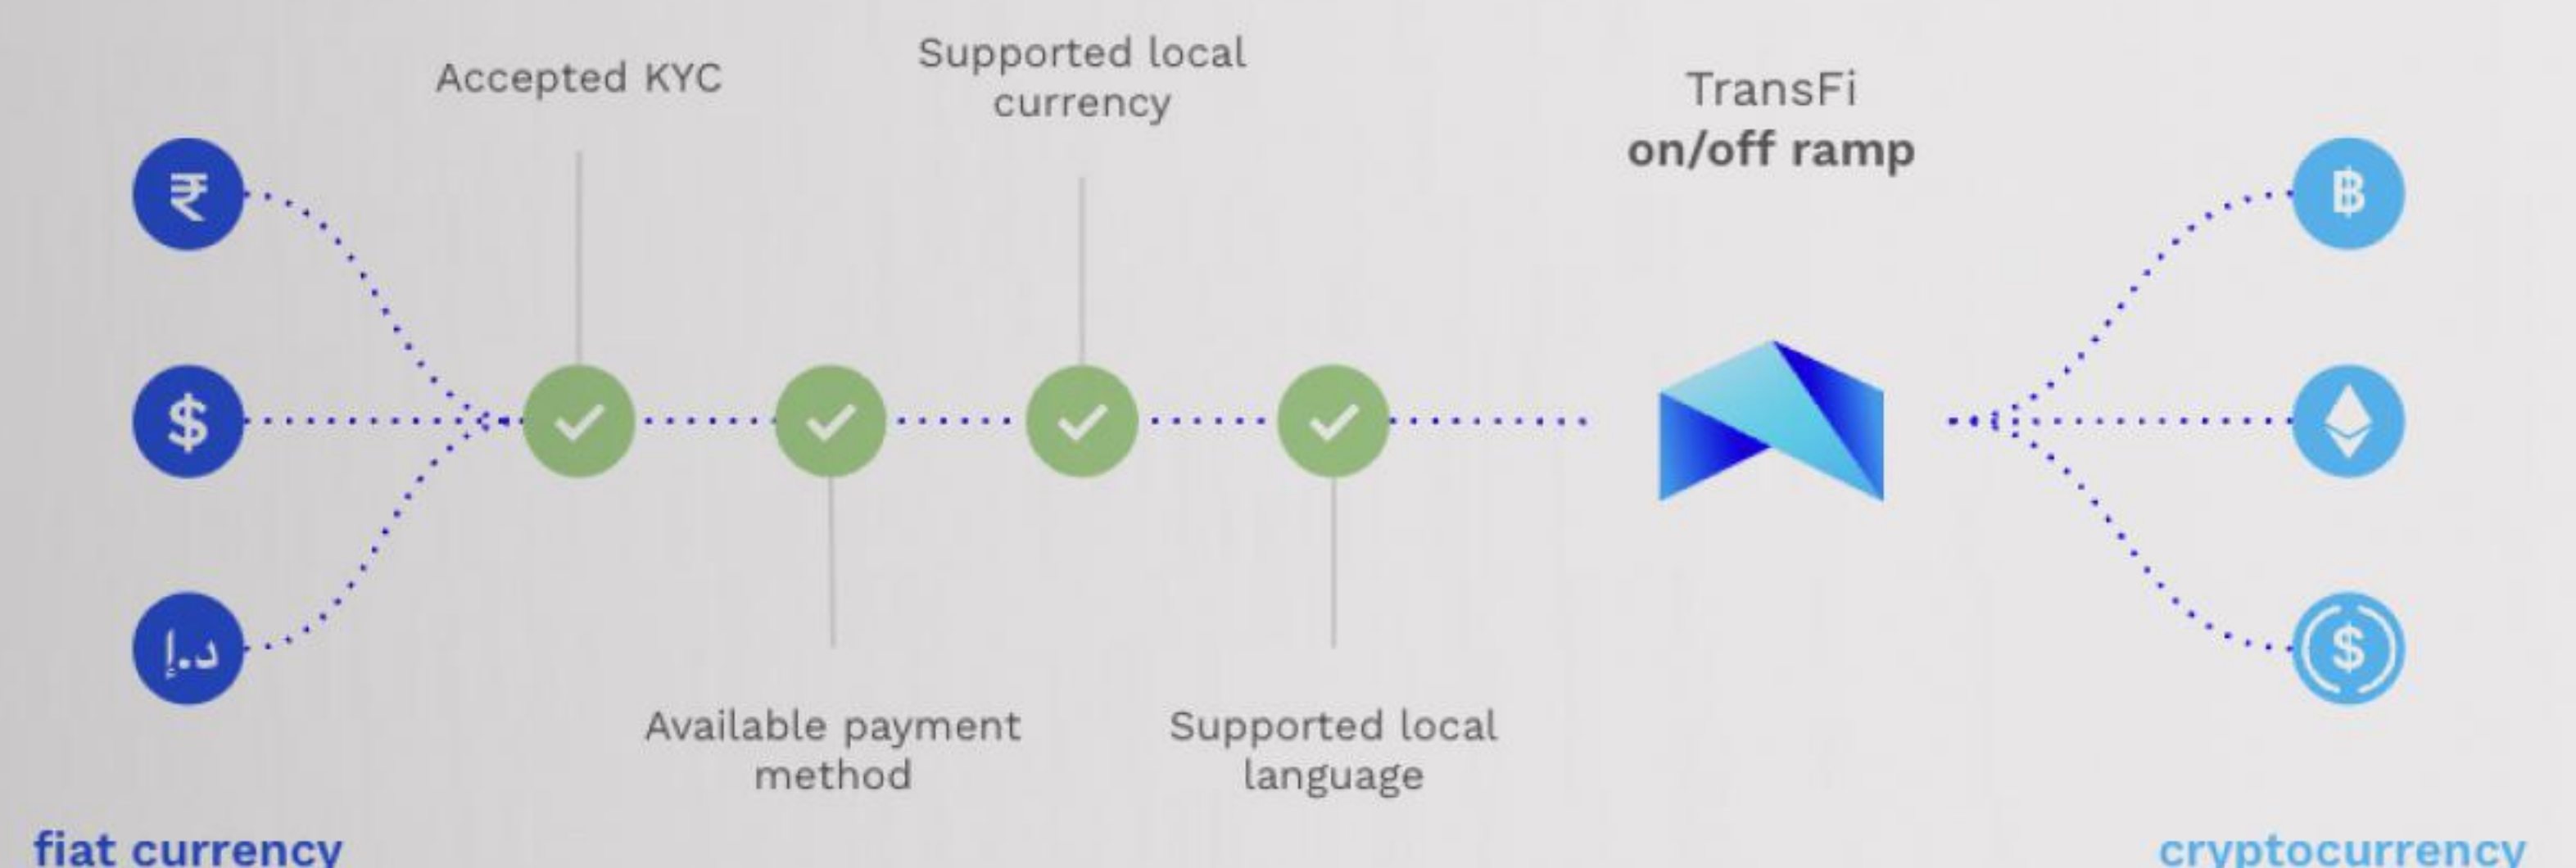 Accepted KYC
Supported local
currency
TransFi
on/off ramp
₹
$
د.إ
฿
$
Available payment
method
Supported local
language
fiat currency
cryptocurrency